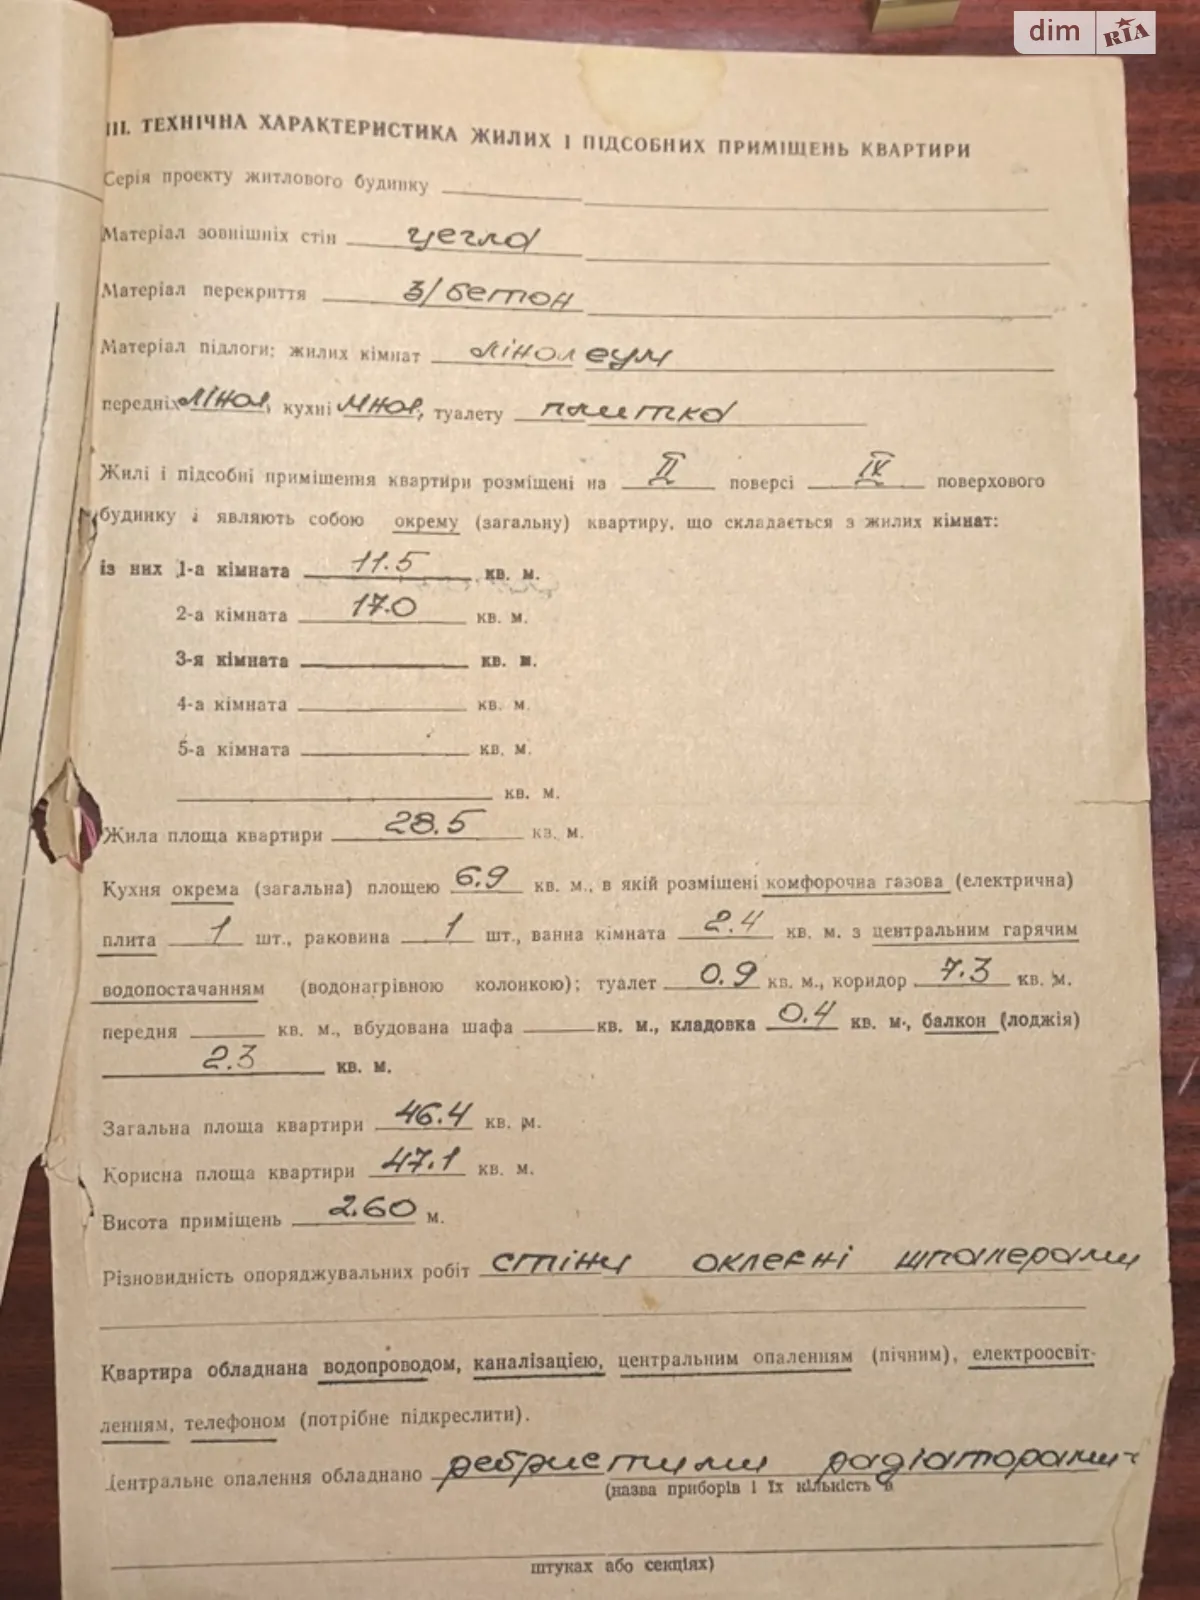 dim RIA
III. ТЕХНІЧНА ХАРАКТЕРИСТИКА ЖИЛИХ І ПІДСОБНИХ ПРИМІЩЕНЬ КВАРТИРИ
Серія проекту житлового будинку
Матеріал зовнішніх стін цегла
Матеріал перекриття з/бетон
Матеріал підлоги: жилих кімнат лінолеум
передніх лінол, кухні лінол, туалету плитка
Жилі і підсобні приміщення квартири розміщені на II поверсі IX поверхового
будинку і являють собою окрему (загальну) квартиру, що складається з жилих кімнат:
із них 1-а кімната 11.5 кв. м.
2-а кімната 17.0 кв. м.
3-я кімната кв. м.
4-а кімната кв. м.
5-а кімната кв. м.
кв. м.
Жила площа квартири 28.5 кв. м.
Кухня окрема (загальна) площею 6.9 кв. м., в якій розміщені комфорочна газова (електрична)
плита 1 шт., раковина 1 шт., ванна кімната 2.4 кв. м. з центральним гарячим
водопостачанням (водонагрівною колонкою); туалет 0.9 кв. м., коридор 7.3 кв. м.
передня кв. м., вбудована шафа кв. м., кладовка 0.4 кв. м., балкон (лоджія)
2.3 кв. м.
Загальна площа квартири 46.4 кв. м.
Корисна площа квартири 47.1 кв. м.
Висота приміщень 2.60 м.
Різновидність опоряджувальних робіт стіни оклеєні шпалерами
Квартира обладнана водопроводом, каналізацією, центральним опаленням (пічним), електроосвіт-
ленням, телефоном (потрібне підкреслити).
Центральне опалення обладнано ребристими радіаторами
(назва приборів і їх кількість в
штуках або секціях)